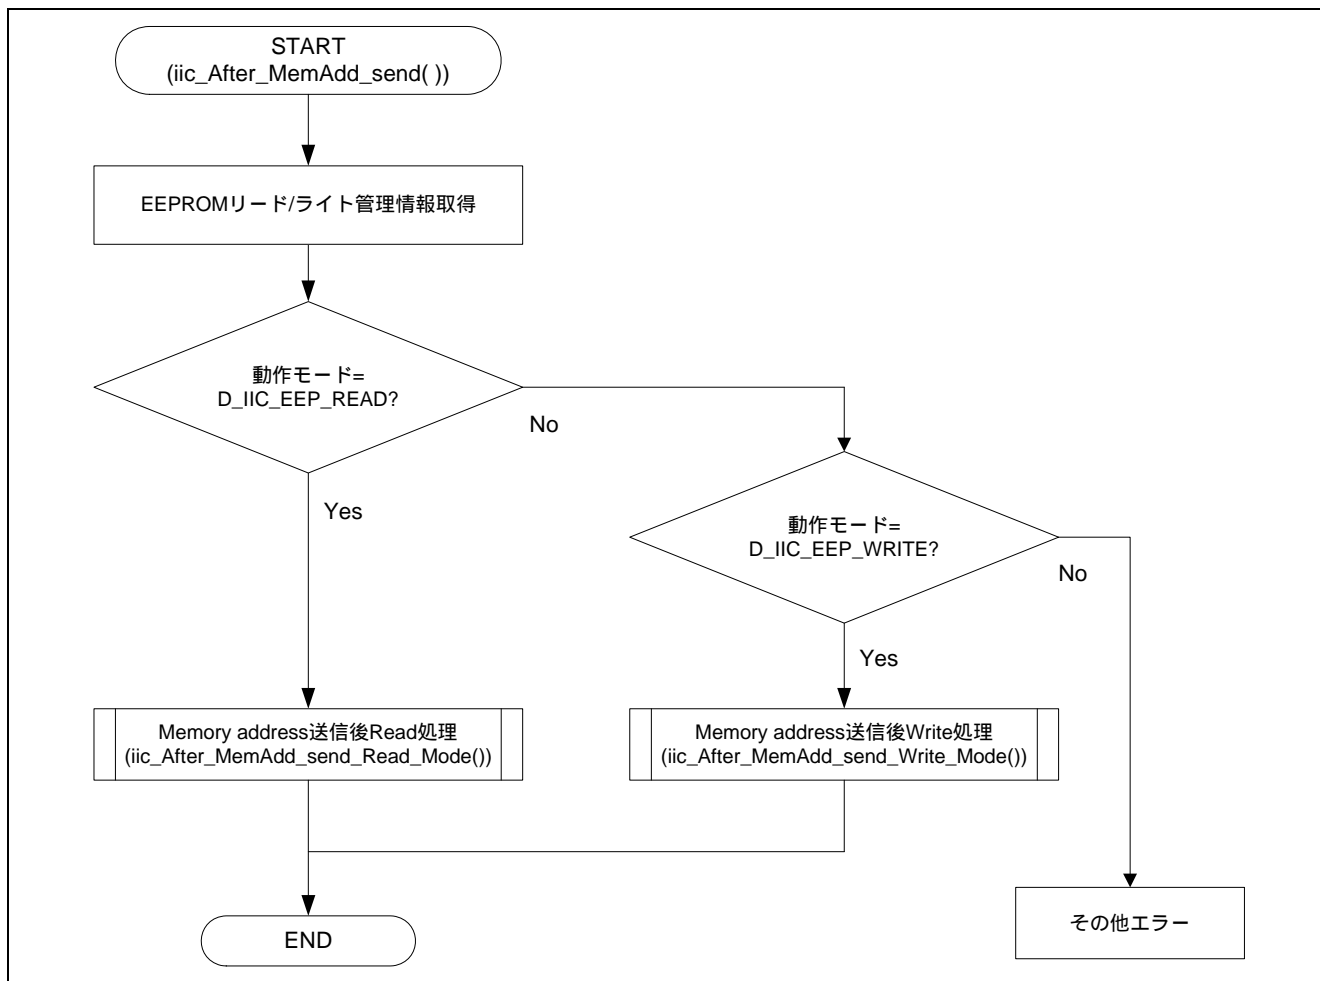 START
(iic_After_MemAdd_send( ))
EEPROMリード/ライト管理情報取得
動作モード=
D_IIC_EEP_READ?
No
Yes
動作モード=
D_IIC_EEP_WRITE?
No
Yes
Memory address送信後Read処理
(iic_After_MemAdd_send_Read_Mode())
Memory address送信後Write処理
(iic_After_MemAdd_send_Write_Mode())
END
その他エラー